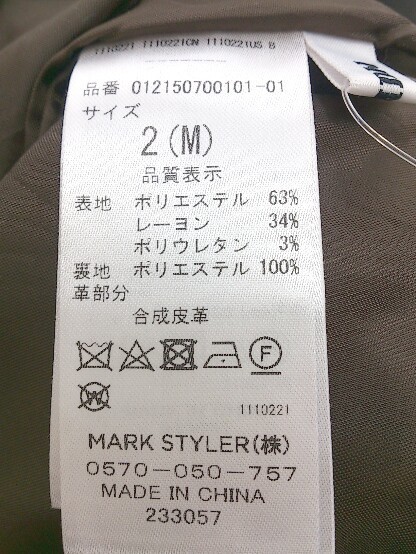 1110221 1110221CN 1110221US B
品番 012150700101-01
サイズ
2(M)
品質表示
表地 ポリエステル 63%
レーヨン 34%
ポリウレタン 3%
裏地 ポリエステル 100%
革部分
合成皮革
F
W
1110221
MARK STYLER(株)
0570-050-757
MADE IN CHINA
233057